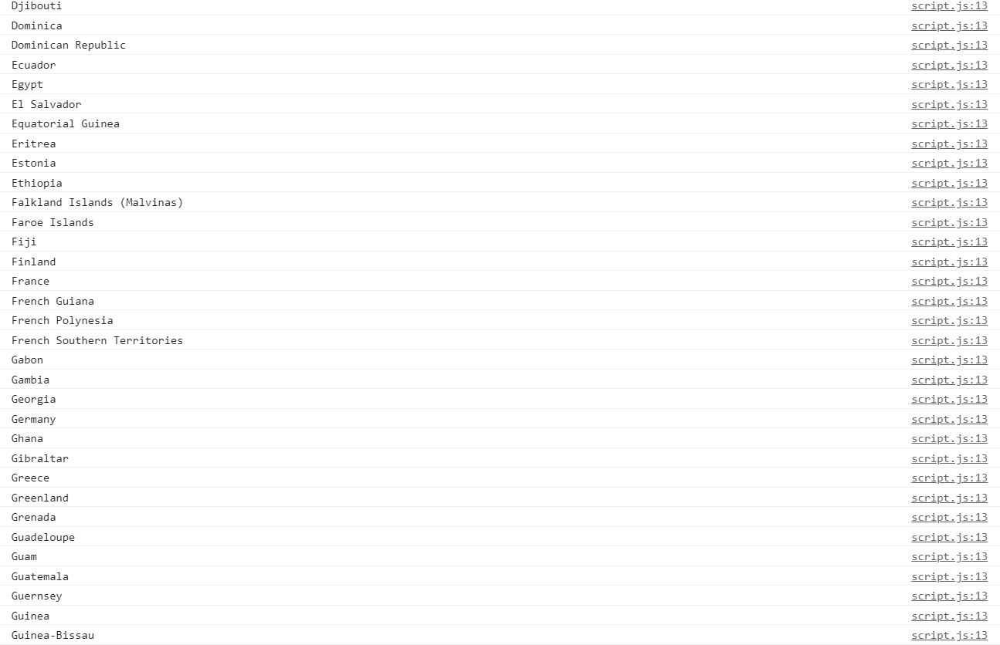 Djibouti script.js:13
Dominica script.js:13
Dominican Republic script.js:13
Ecuador script.js:13
Egypt script.js:13
El Salvador script.js:13
Equatorial Guinea script.js:13
Eritrea script.js:13
Estonia script.js:13
Ethiopia script.js:13
Falkland Islands (Malvinas) script.js:13
Faroe Islands script.js:13
Fiji script.js:13
Finland script.js:13
France script.js:13
French Guiana script.js:13
French Polynesia script.js:13
French Southern Territories script.js:13
Gabon script.js:13
Gambia script.js:13
Georgia script.js:13
Germany script.js:13
Ghana script.js:13
Gibraltar script.js:13
Greece script.js:13
Greenland script.js:13
Grenada script.js:13
Guadeloupe script.js:13
Guam script.js:13
Guatemala script.js:13
Guernsey script.js:13
Guinea script.js:13
Guinea-Bissau script.js:13